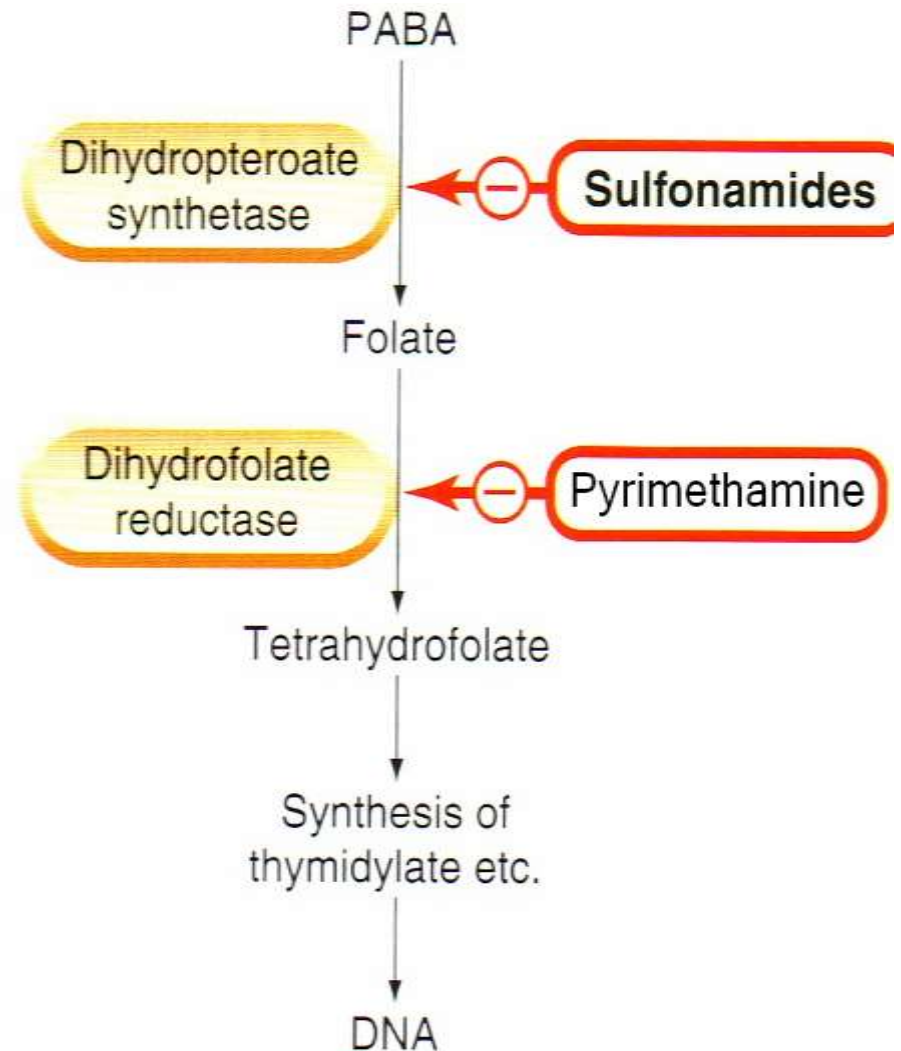 PABA
Dihydropteroate
synthetase
Sulfonamides
Folate
Dihydrofolate
reductase
Pyrimethamine
Tetrahydrofolate
Synthesis of
thymidylate etc.
DNA